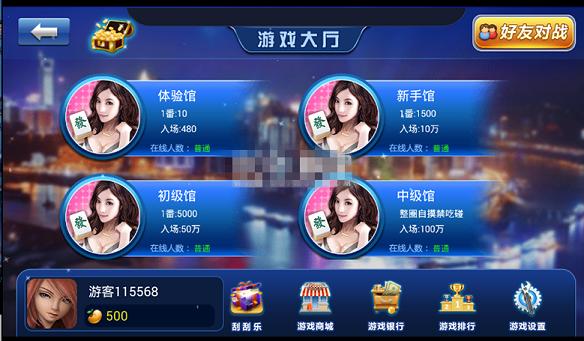 游戏大厅
好友对战
体验馆
1番:10
入场:480
在线人数： 普通
新手馆
1番:1500
入场:10万
在线人数： 普通
初级馆
1番:5000
入场:50万
在线人数： 普通
中级馆
整圈自摸禁吃碰
入场:100万
在线人数： 普通
發
發
發
發
游客115568
500
刮刮乐
游戏商城
游戏银行
游戏排行
游戏设置